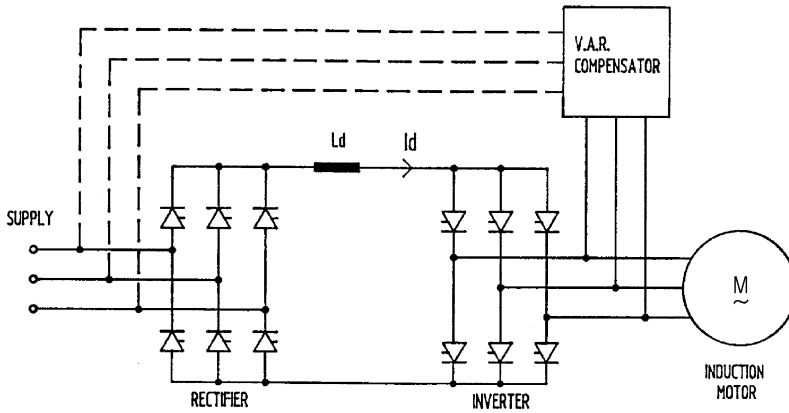 V.A.R.
COMPENSATOR
Ld
Id
SUPPLY
M
~
RECTIFIER
INVERTER
INDUCTION
MOTOR